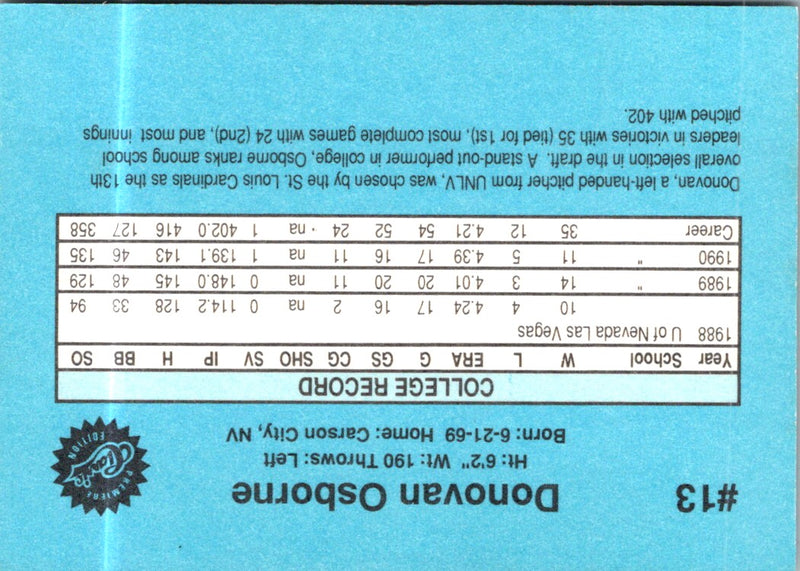 #13 Donovan Osborne
Ht: 6'2" Wt: 190 Throws: Left
Born: 6-21-69 Home: Carson City, NV
PREMIERE
Classic
EDITION
COLLEGE RECORD
Year School W L ERA G GS CG SHO SV IP H BB SO
1988 U of Nevada Las Vegas
10 4 4.24 17 16 2 na 0 114.2 128 33 94
1989 " 14 3 4.01 20 20 11 na 0 148.0 145 48 129
1990 " 11 5 4.39 17 16 11 na 1 139.1 143 46 135
Career 35 12 4.21 54 52 24 na 1 402.0 416 127 358
Donovan, a left-handed pitcher from UNLV, was chosen by the St. Louis Cardinals as the 13th
overall selection in the draft. A stand-out performer in college, Osborne ranks among school
leaders in victories with 35 (tied for 1st), most complete games with 24 (2nd), and most innings
pitched with 402.